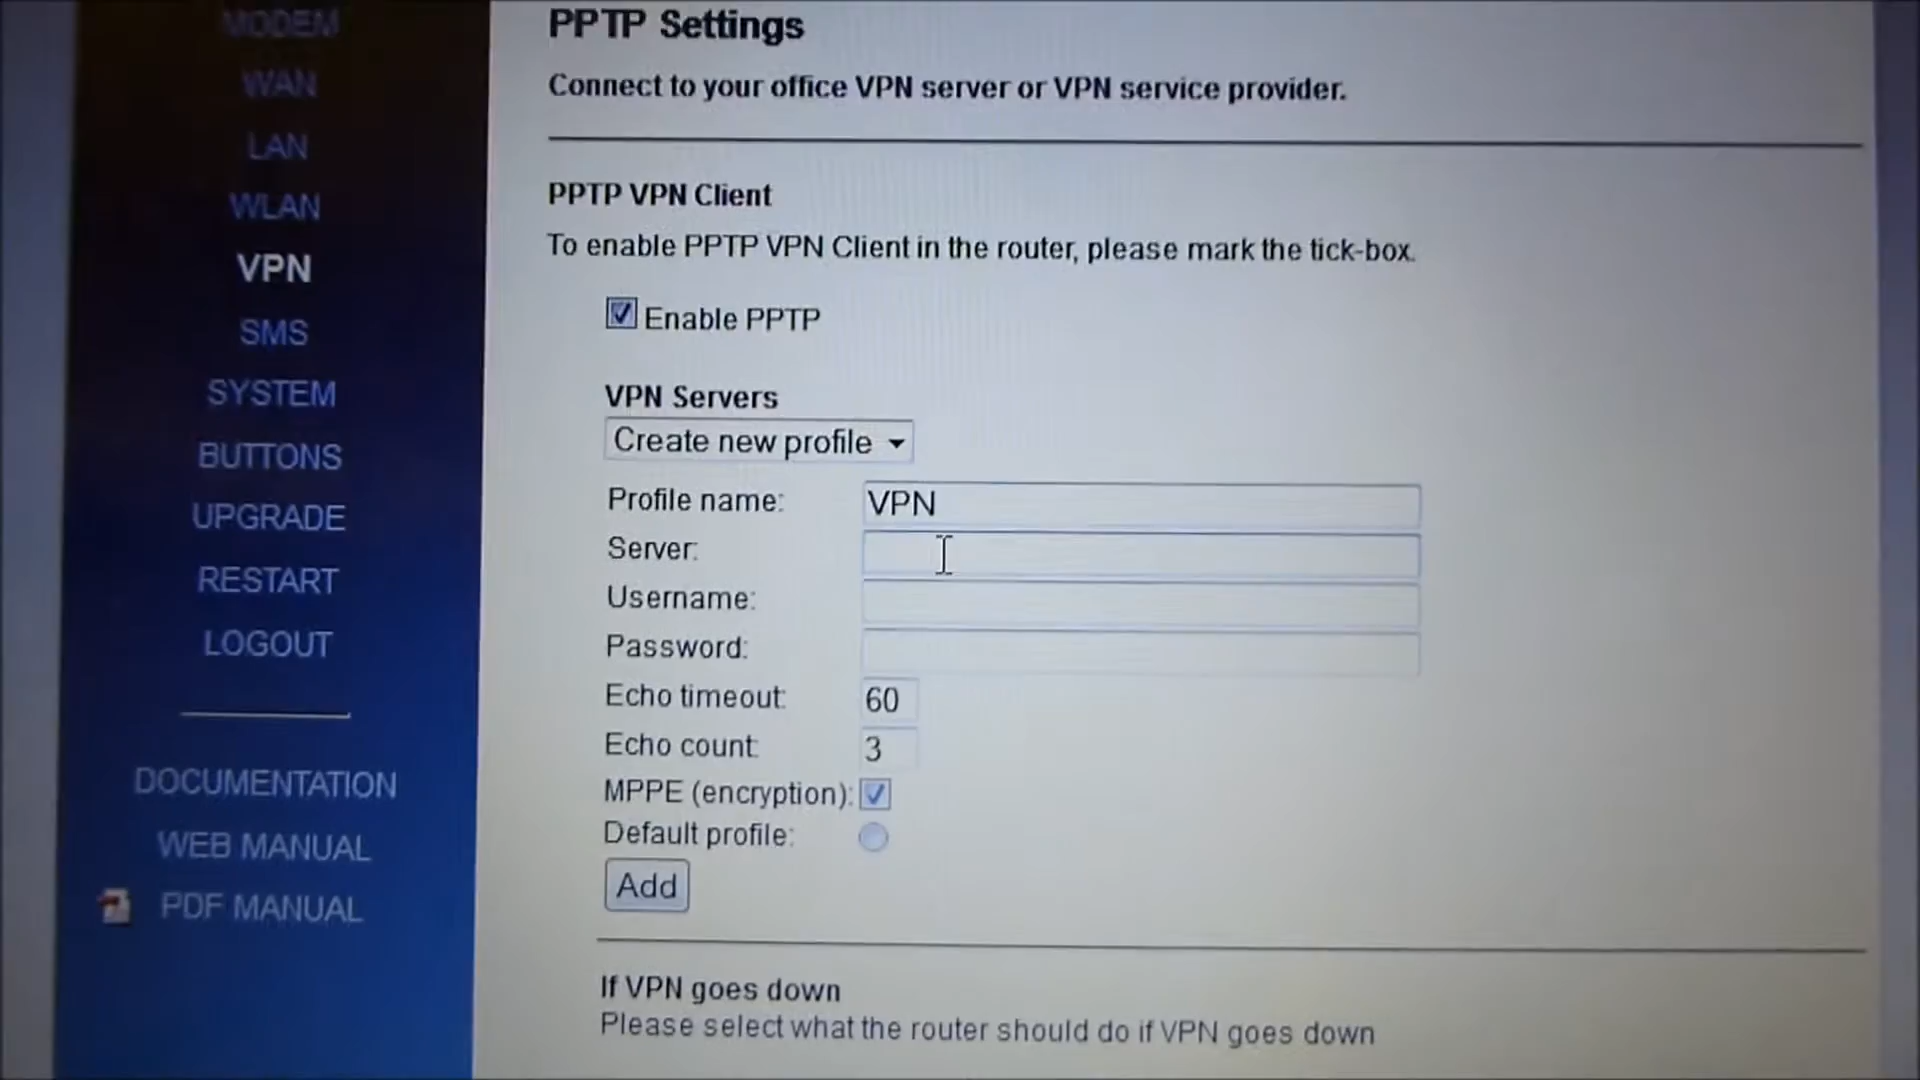 MODEM
WAN
LAN
WLAN
VPN
SMS
SYSTEM
BUTTONS
UPGRADE
RESTART
LOGOUT
DOCUMENTATION
WEB MANUAL
PDF MANUAL
PPTP Settings
Connect to your office VPN server or VPN service provider.
PPTP VPN Client
To enable PPTP VPN Client in the router, please mark the tick-box.
Enable PPTP
VPN Servers
Create new profile
Profile name: VPN
Server:
Username:
Password:
Echo timeout: 60
Echo count: 3
MPPE (encryption):
Default profile:
Add
If VPN goes down
Please select what the router should do if VPN goes down